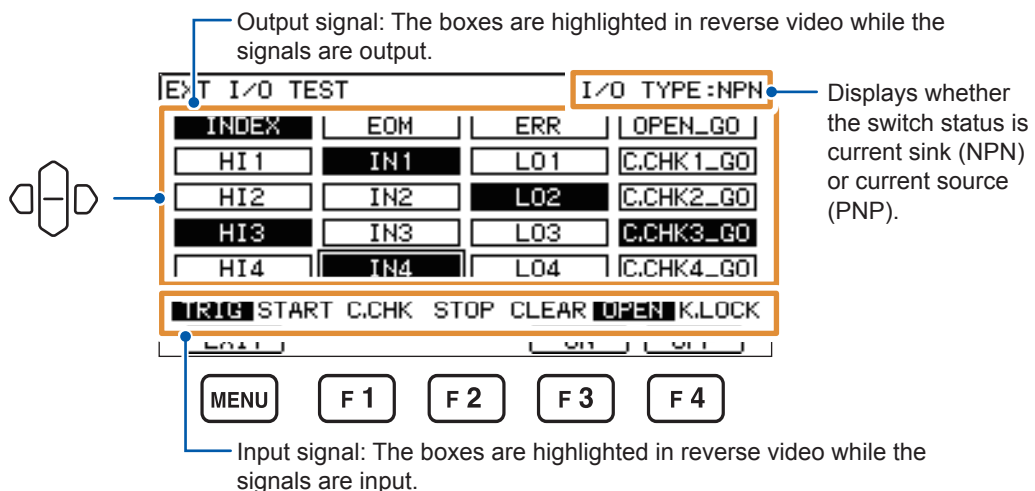 Output signal: The boxes are highlighted in reverse video while the
signals are output.
EXT I/O TEST I/O TYPE:NPN
Displays whether
the switch status is
current sink (NPN)
or current source
(PNP).
INDEX EOM ERR OPEN_GO
HI1 IN1 LO1 C.CHK1_GO
HI2 IN2 LO2 C.CHK2_GO
HI3 IN3 LO3 C.CHK3_GO
HI4 IN4 LO4 C.CHK4_GO
TRIG START C.CHK STOP CLEAR OPEN K.LOCK
EXIT ON OFF
MENU F 1 F 2 F 3 F 4
Input signal: The boxes are highlighted in reverse video while the
signals are input.